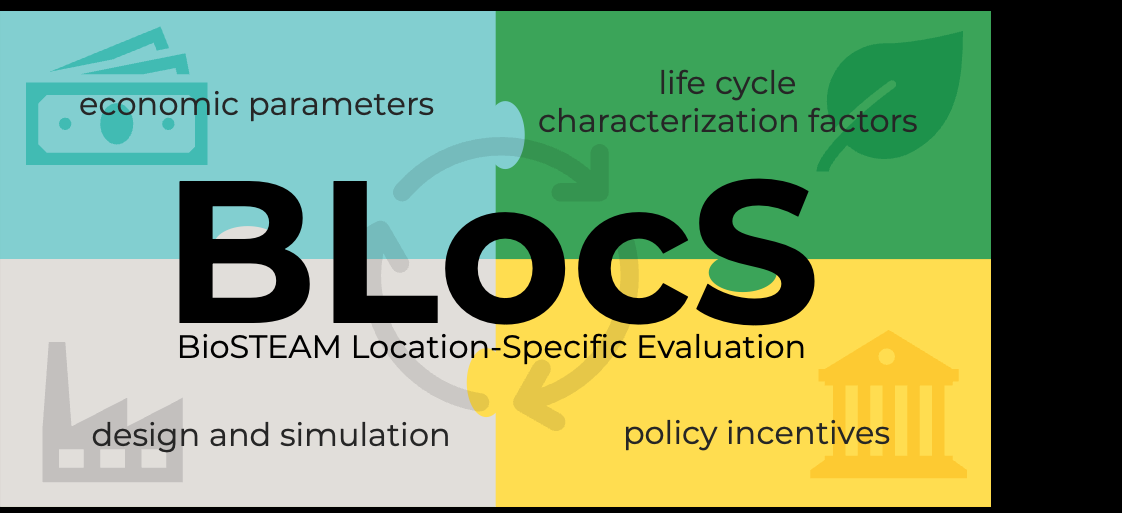 economic parameters
life cycle
characterization factors
BLocS
BioSTEAM Location-Specific Evaluation
design and simulation
policy incentives